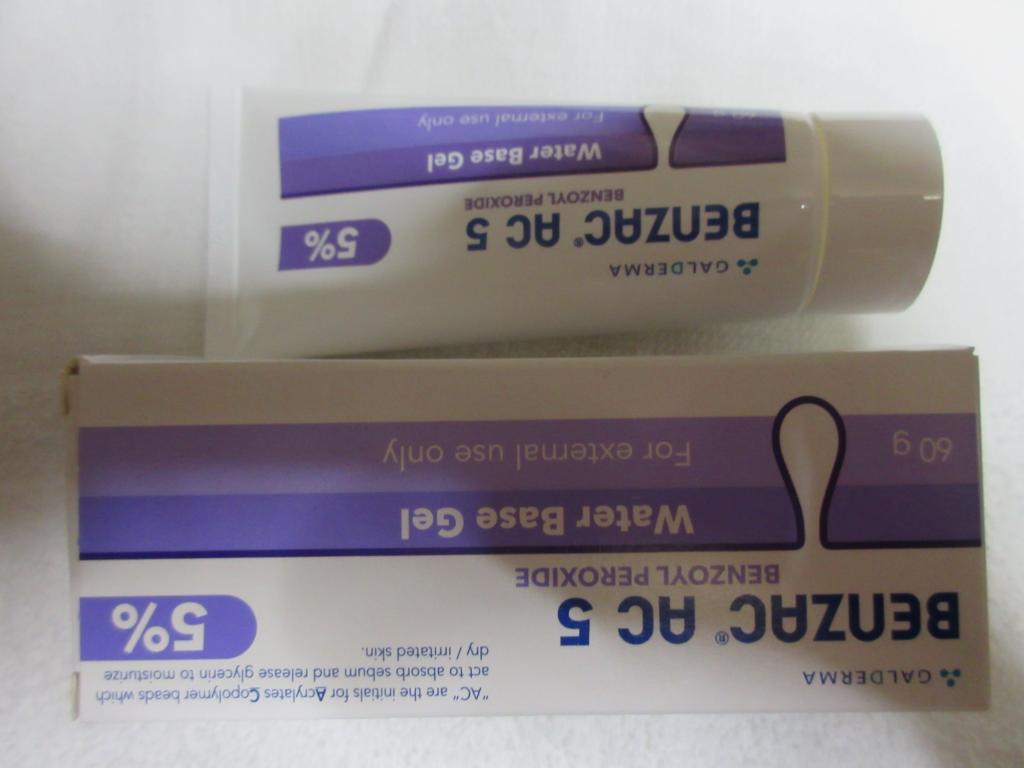 GALDERMA
BENZAC® AC 5
BENZOYL PEROXIDE
"AC" are the initials for Acrylates Copolymer beads which
act to absorb sebum and release glycerin to moisturize
dry / irritated skin.
5%
Water Base Gel
60 g
For external use only
GALDERMA
BENZAC® AC 5
BENZOYL PEROXIDE
5%
Water Base Gel
60 g
For external use only